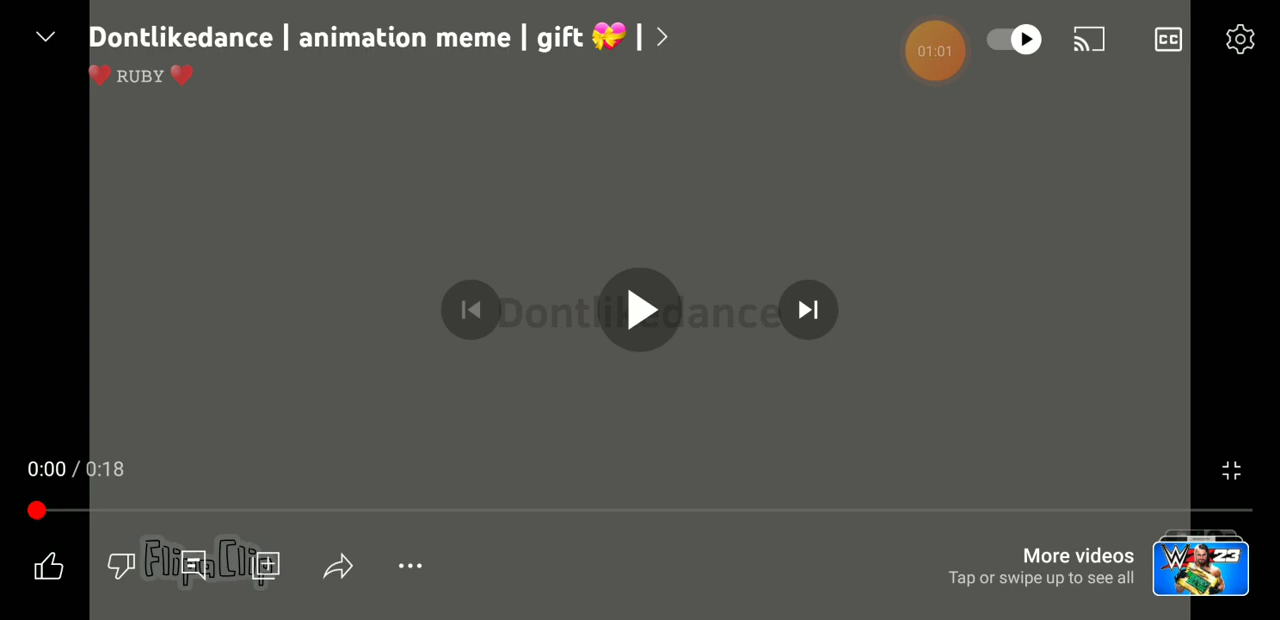 Dontlikedance | animation meme | gift 💝 |
❤️ RUBY ❤️
01:01
CC
Dontlikedance
0:00 / 0:18
FlipaClip
More videos
Tap or swipe up to see all
W 23